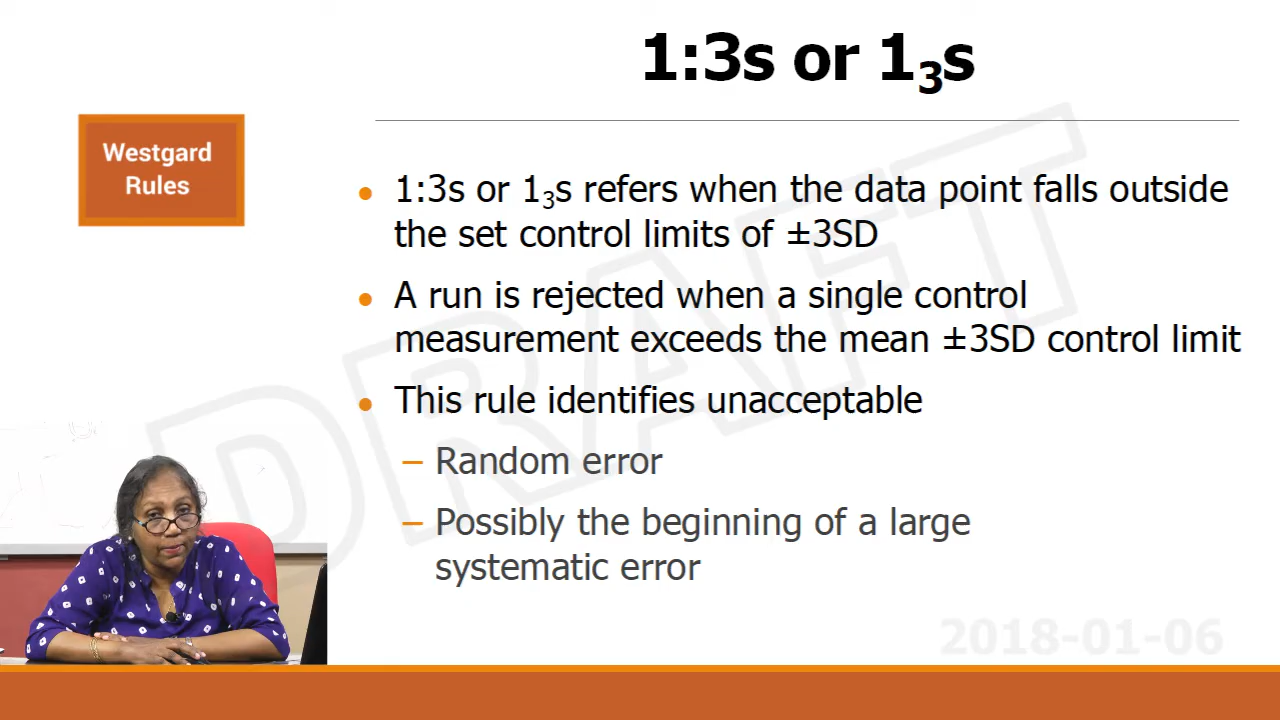 1:3s or 1₃s
Westgard
Rules
1:3s or 1₃s refers when the data point falls outside
the set control limits of ±3SD
A run is rejected when a single control
measurement exceeds the mean ±3SD control limit
This rule identifies unacceptable
– Random error
– Possibly the beginning of a large
systematic error
DRAFT
2018-01-06